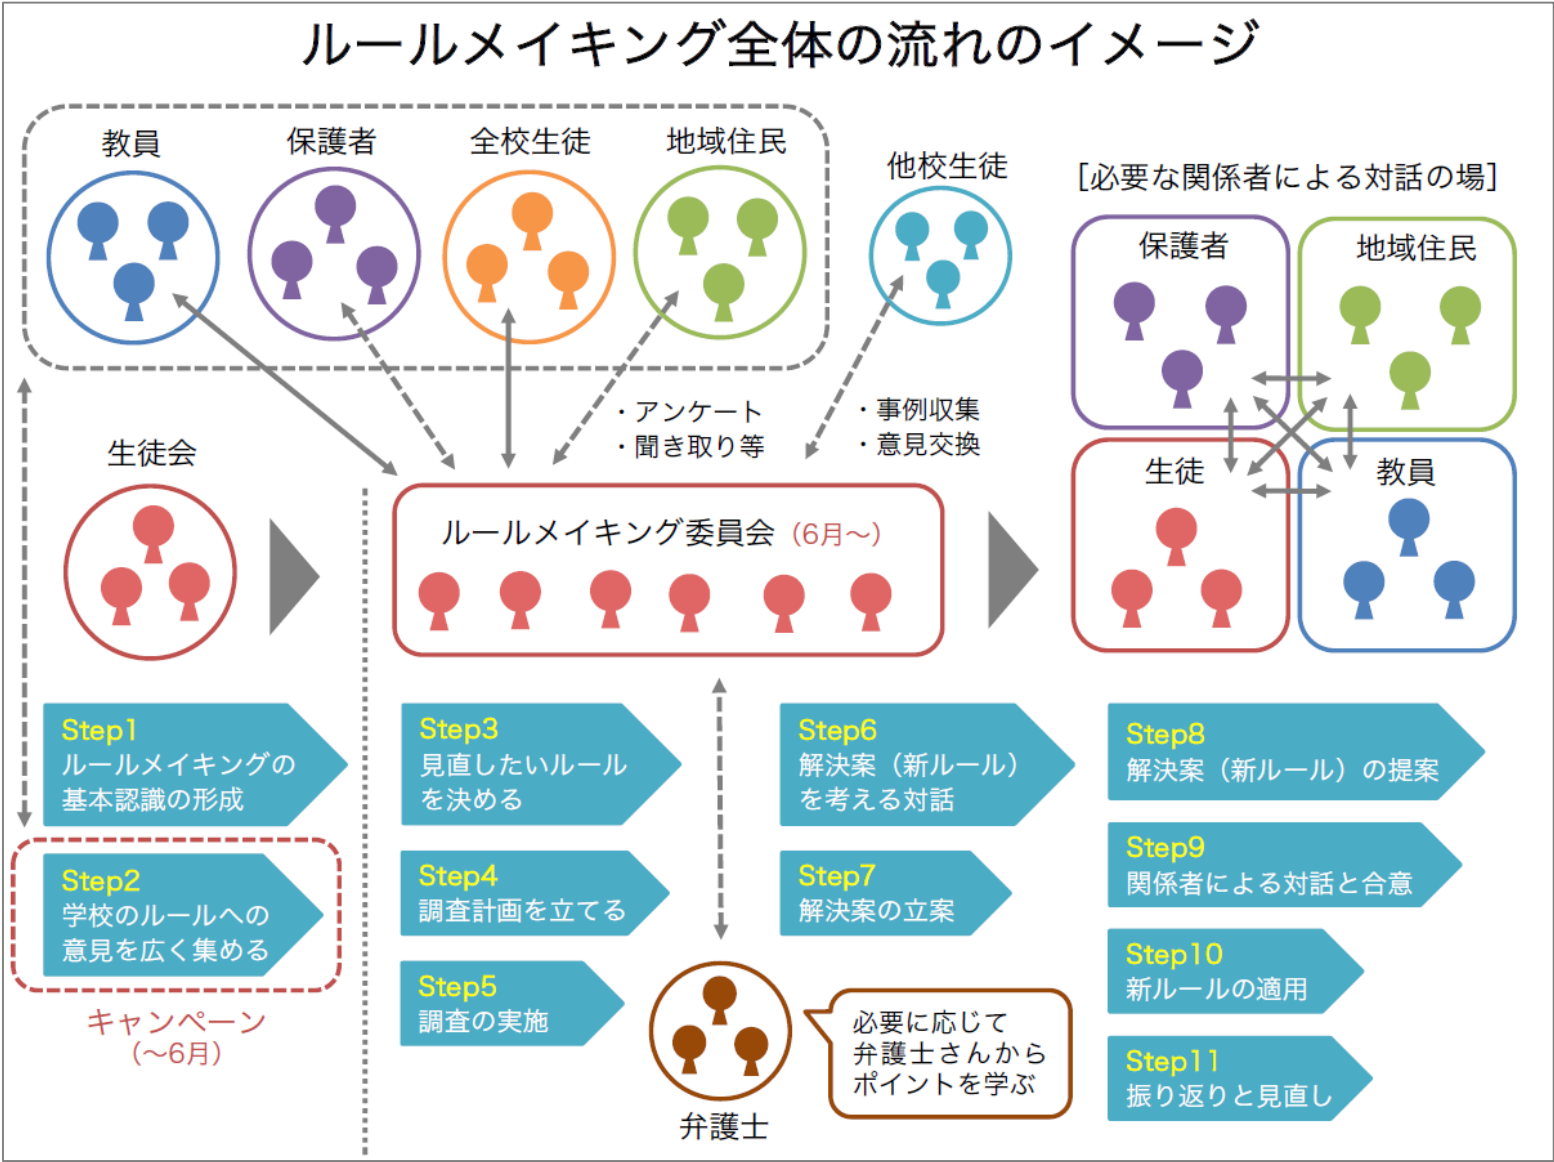 ルールメイキング全体の流れのイメージ
教員
保護者
全校生徒
地域住民
他校生徒
［必要な関係者による対話の場］
保護者
地域住民
生徒
教員
・アンケート
・聞き取り等
・事例収集
・意見交換
生徒会
ルールメイキング委員会（6月〜）
Step1
ルールメイキングの
基本認識の形成
Step2
学校のルールへの
意見を広く集める
キャンペーン
（〜6月）
Step3
見直したいルール
を決める
Step4
調査計画を立てる
Step5
調査の実施
Step6
解決案（新ルール）
を考える対話
Step7
解決案の立案
弁護士
必要に応じて
弁護士さんから
ポイントを学ぶ
Step8
解決案（新ルール）の提案
Step9
関係者による対話と合意
Step10
新ルールの適用
Step11
振り返りと見直し